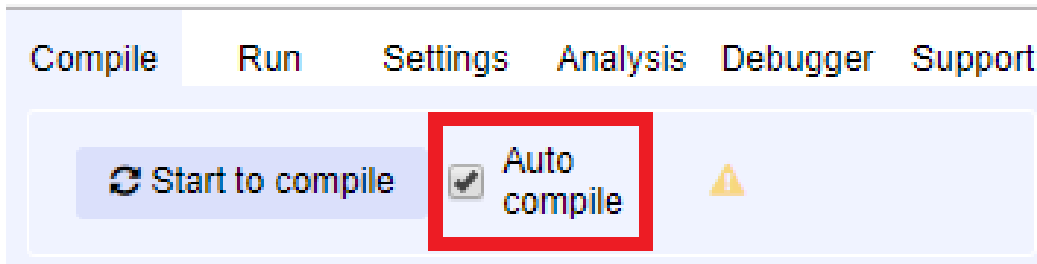 Compile Run Settings Analysis Debugger Support
Start to compile
Auto
compile